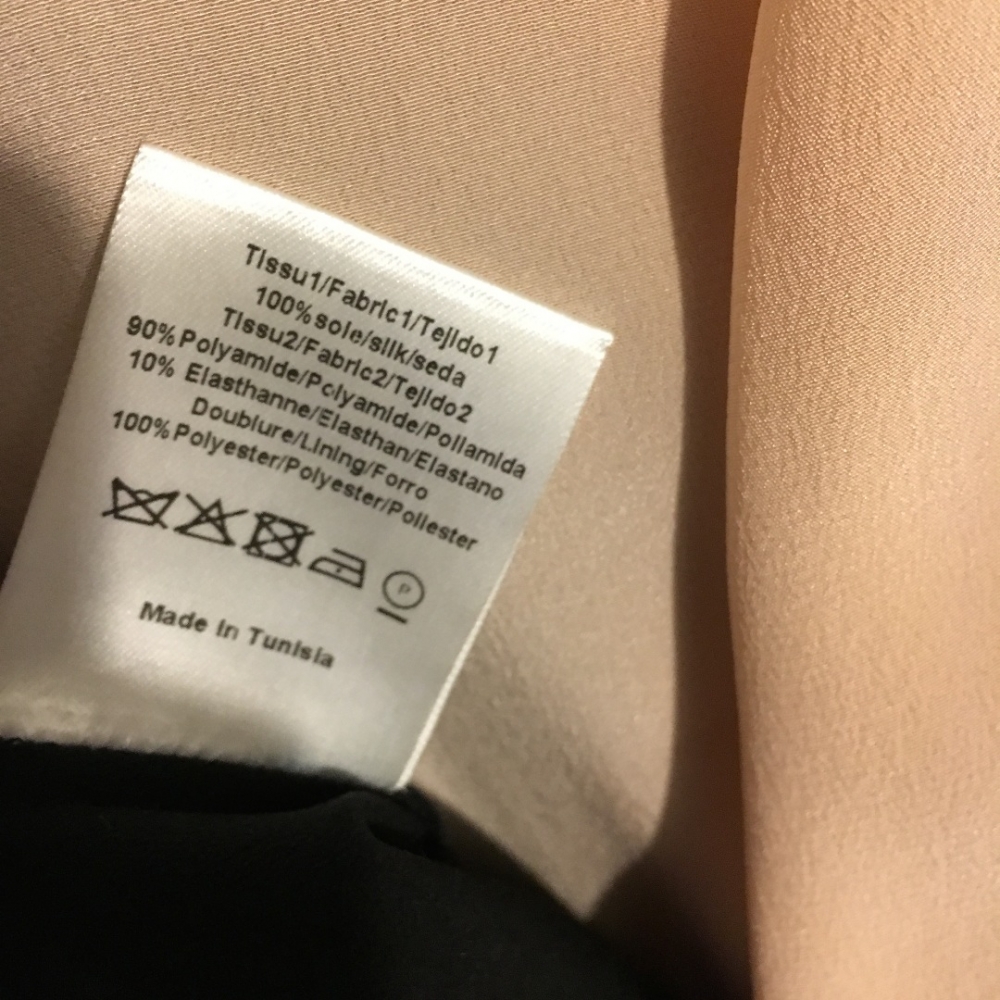 Tissu1/Fabric1/Tejido1
100%soie/silk/seda
Tissu2/Fabric2/Tejido2
90%Polyamide/Polyamide/Poliamida
10% Elasthanne/Elasthan/Elastano
Doublure/Lining/Forro
100%Polyester/Polyester/Poliester
P
Made in Tunisia